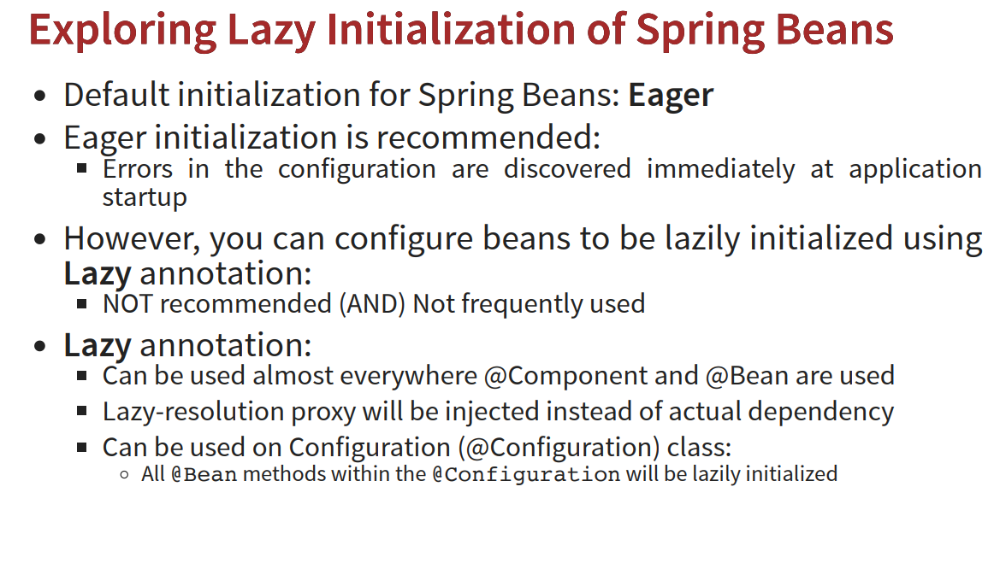 Exploring Lazy Initialization of Spring Beans
• Default initialization for Spring Beans: Eager
• Eager initialization is recommended:
▪ Errors in the configuration are discovered immediately at application
startup
• However, you can configure beans to be lazily initialized using
Lazy annotation:
▪ NOT recommended (AND) Not frequently used
• Lazy annotation:
▪ Can be used almost everywhere @Component and @Bean are used
▪ Lazy-resolution proxy will be injected instead of actual dependency
▪ Can be used on Configuration (@Configuration) class:
○ All @Bean methods within the @Configuration will be lazily initialized